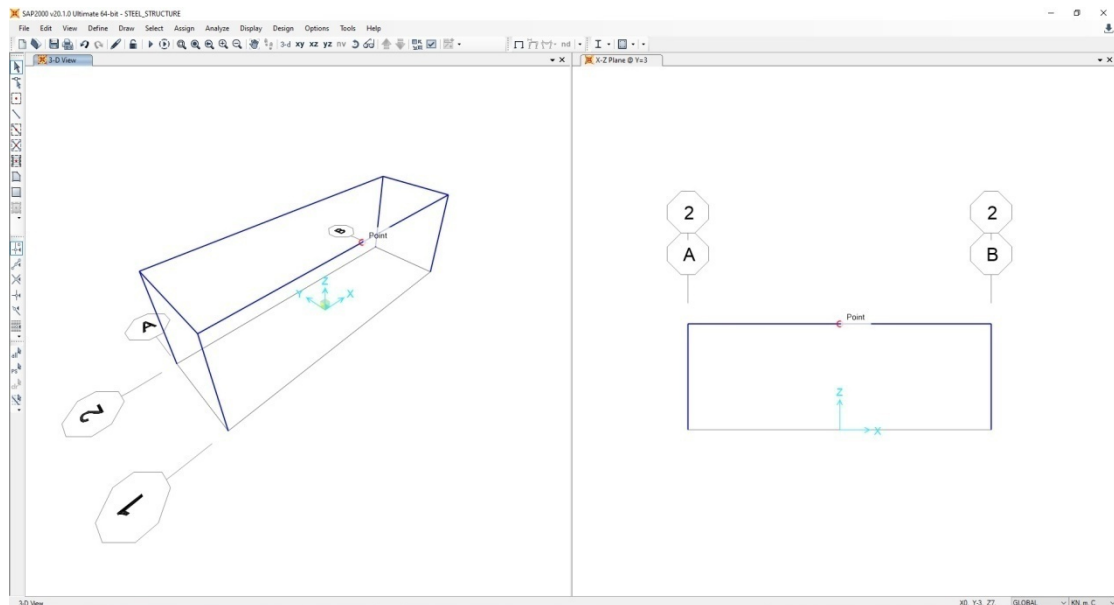 SAP2000 v20.1.0 Ultimate 64-bit - STEEL_STRUCTURE
File Edit View Define Draw Select Assign Analyze Display Design Options Tools Help
3-d xy xz yz nv
nd
3-D View
X-Z Plane @ Y=3
B
Point
Z
Y X
A
2
1
2 2
A B
Point
Z
X
3-D View
X0 Y-3 Z7 GLOBAL KN, m, C